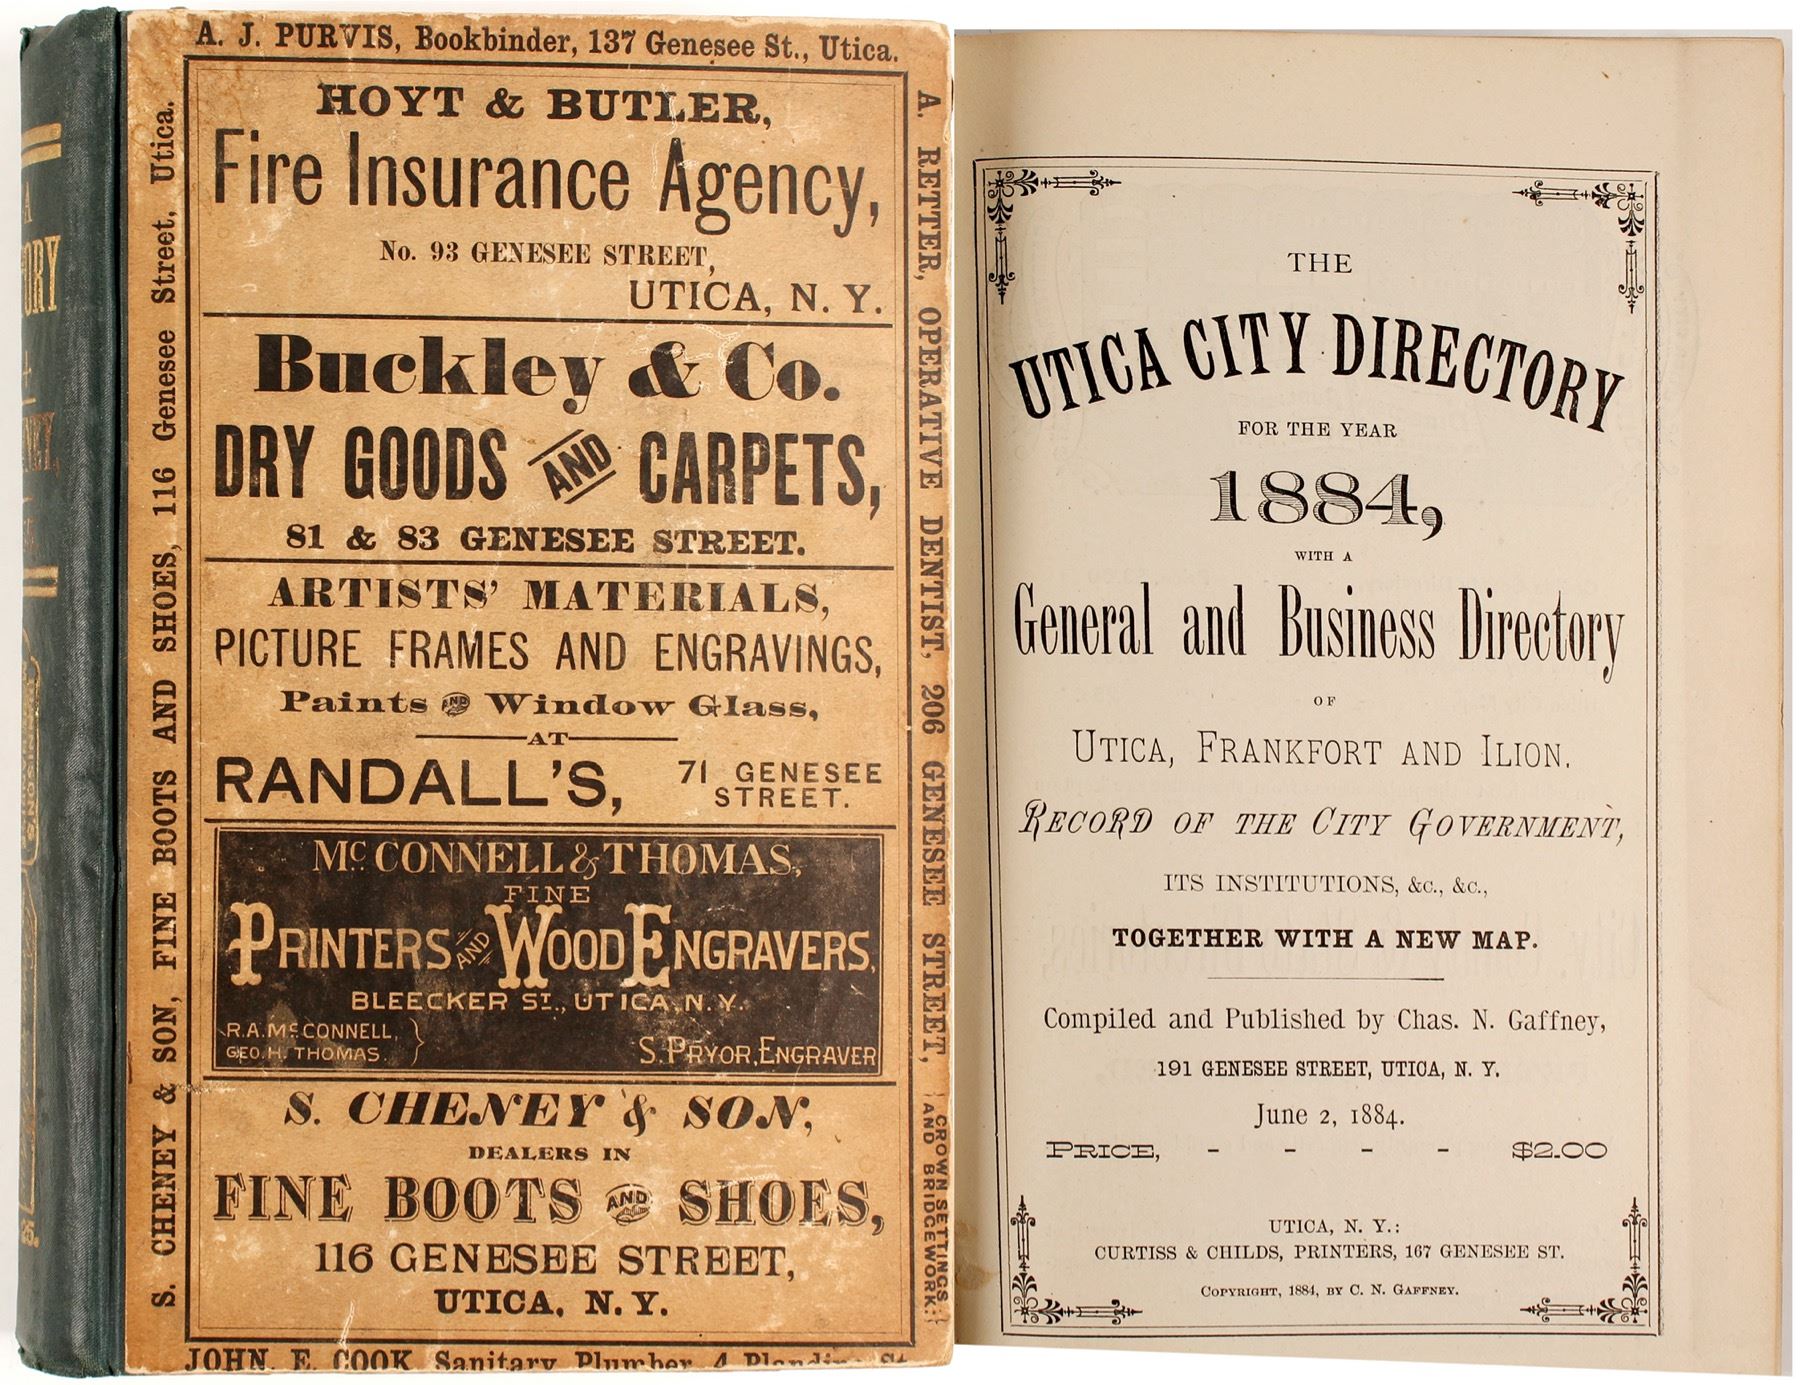 A. J. PURVIS, Bookbinder, 137 Genesee St., Utica.
S. CHENEY & SON, FINE BOOTS AND SHOES, 116 Genesee Street, Utica.
HOYT & BUTLER,
Fire Insurance Agency,
No. 93 GENESEE STREET,
UTICA, N. Y.
Buckley & Co.
DRY GOODS AND CARPETS,
81 & 83 GENESEE STREET.
ARTISTS' MATERIALS,
PICTURE FRAMES AND ENGRAVINGS,
Paints AND Window Glass,
AT
RANDALL'S, 71 GENESEE
STREET.
Mc CONNELL & THOMAS,
FINE
PRINTERS AND WOOD ENGRAVERS,
BLEECKER ST., UTICA, N. Y.
R. A. Mc CONNELL,
GEO. H. THOMAS.
S. PRYOR, ENGRAVER
S. CHENEY & SON,
DEALERS IN
FINE BOOTS AND SHOES,
116 GENESEE STREET,
UTICA, N. Y.
A. RETTER, OPERATIVE DENTIST, 206 GENESEE STREET,
CROWN SETTINGS
AND BRIDGEWORK.
JOHN. E. COOK Sanitary Plumber, 4
THE
UTICA CITY DIRECTORY
FOR THE YEAR
1884,
WITH A
General and Business Directory
OF
UTICA, FRANKFORT AND ILION.
RECORD OF THE CITY GOVERNMENT,
ITS INSTITUTIONS, &C., &C.,
TOGETHER WITH A NEW MAP.
Compiled and Published by Chas. N. Gaffney,
191 GENESEE STREET, UTICA, N. Y.
June 2, 1884.
PRICE, - - - - $2.00
UTICA, N. Y.:
CURTISS & CHILDS, PRINTERS, 167 GENESEE ST.
COPYRIGHT, 1884, BY C. N. GAFFNEY.